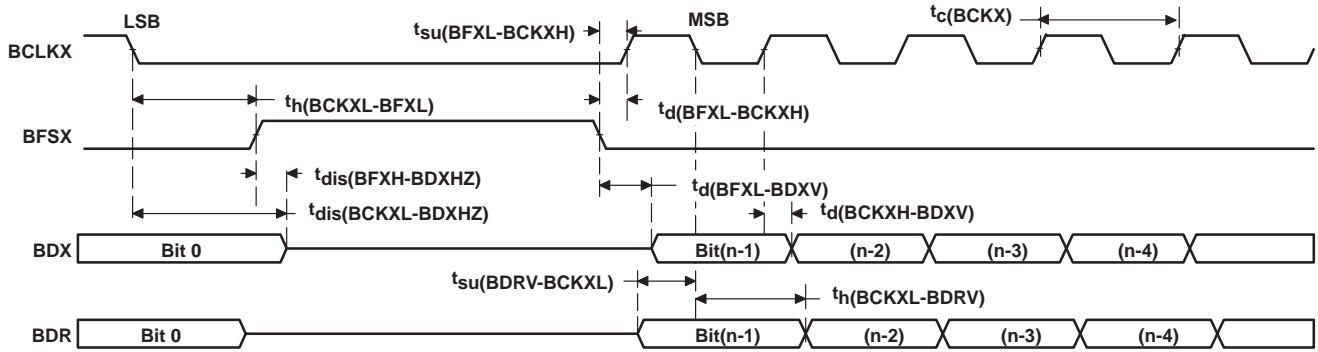 LSB
MSB
tsu(BFXL-BCKXH)
tc(BCKX)
BCLKX
th(BCKXL-BFXL)
td(BFXL-BCKXH)
BFSX
tdis(BFXH-BDXHZ)
td(BFXL-BDXV)
tdis(BCKXL-BDXHZ)
td(BCKXH-BDXV)
BDX
Bit 0
Bit(n-1)
(n-2)
(n-3)
(n-4)
tsu(BDRV-BCKXL)
th(BCKXL-BDRV)
BDR
Bit 0
Bit(n-1)
(n-2)
(n-3)
(n-4)